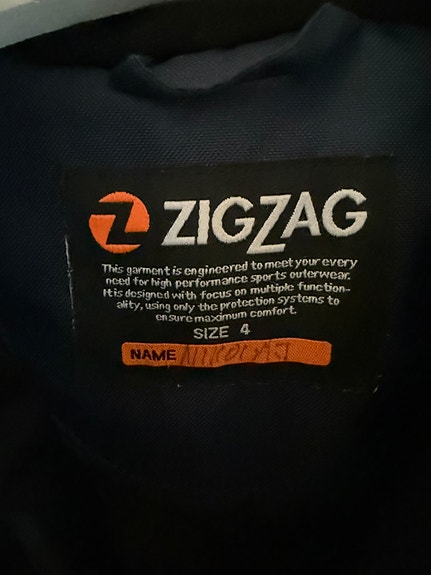 ZIGZAG
This garment is engineered to meet your every
need for high performance sports outerwear.
It is designed with focus on multiple function-
ality, using only the protection systems to
ensure maximum comfort.
SIZE 4
NAME NIKOLAJ